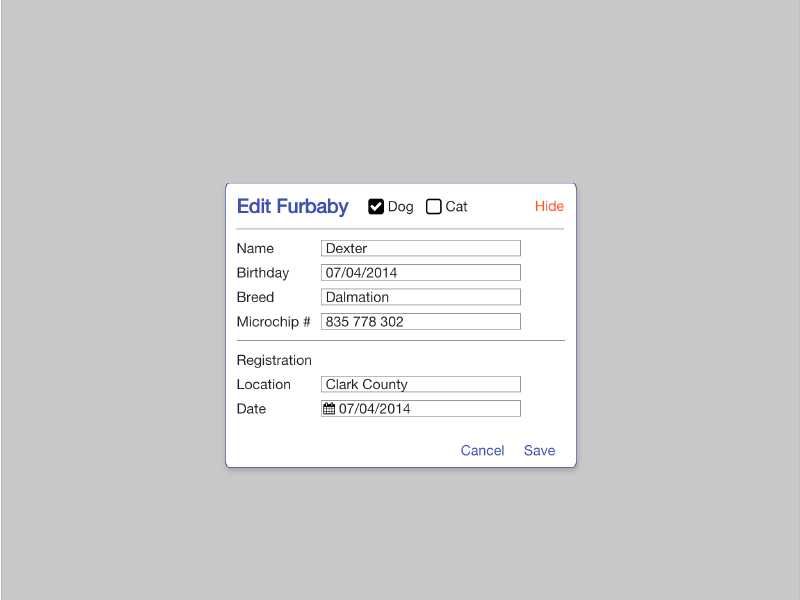 Edit Furbaby Dog Cat Hide
Name Dexter
Birthday 07/04/2014
Breed Dalmation
Microchip # 835 778 302
Registration
Location Clark County
Date 07/04/2014
Cancel Save